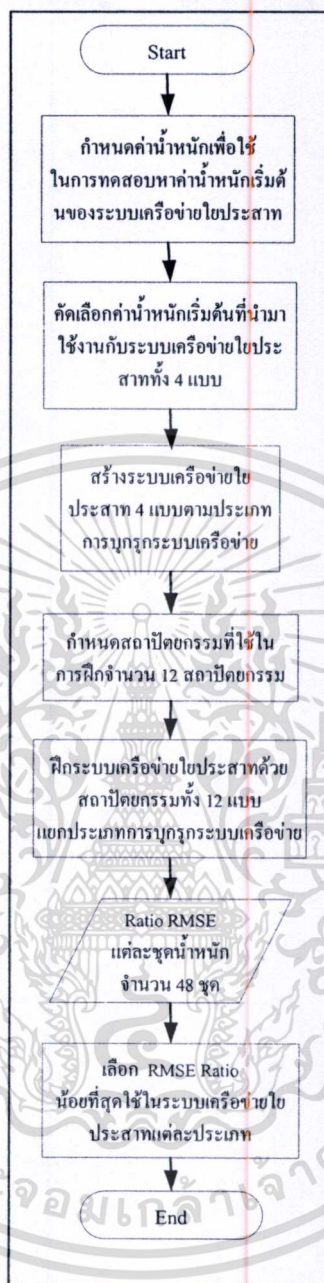 Start
กำหนดค่าน้ำหนักเพื่อใช้
ในการทดสอบหาค่าน้ำหนักเริ่มต้
นของระบบเครือข่ายใยประสาท
คัดเลือกค่าน้ำหนักเริ่มต้นที่นำมา
ใช้งานกับระบบเครือข่ายใยประ
สาททั้ง 4 แบบ
สร้างระบบเครือข่ายใย
ประสาท 4 แบบตามประเภท
การบุกรุกระบบเครือข่าย
กำหนดสถาปัตยกรรมที่ใช้ใน
การฝึกจำนวน 12 สถาปัตยกรรม
ฝึกระบบเครือข่ายใยประสาทด้วย
สถาปัตยกรรมทั้ง 12 แบบ
แยกประเภทการบุกรุกระบบเครือข่าย
Ratio RMSE
แต่ละชุดน้ำหนัก
จำนวน 48 ชุด
เลือก RMSE Ratio
น้อยที่สุดใช้ในระบบเครือข่ายใย
ประสาทแต่ละประเภท
End
ะจอมเกล้าเจ้า